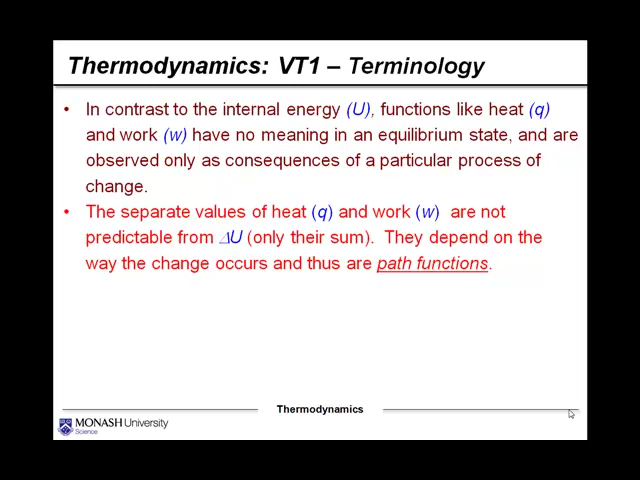 Thermodynamics: VT1 – Terminology
• In contrast to the internal energy (U), functions like heat (q)
and work (w) have no meaning in an equilibrium state, and are
observed only as consequences of a particular process of
change.
• The separate values of heat (q) and work (w) are not
predictable from ΔU (only their sum). They depend on the
way the change occurs and thus are path functions.
Thermodynamics
MONASH University
Science